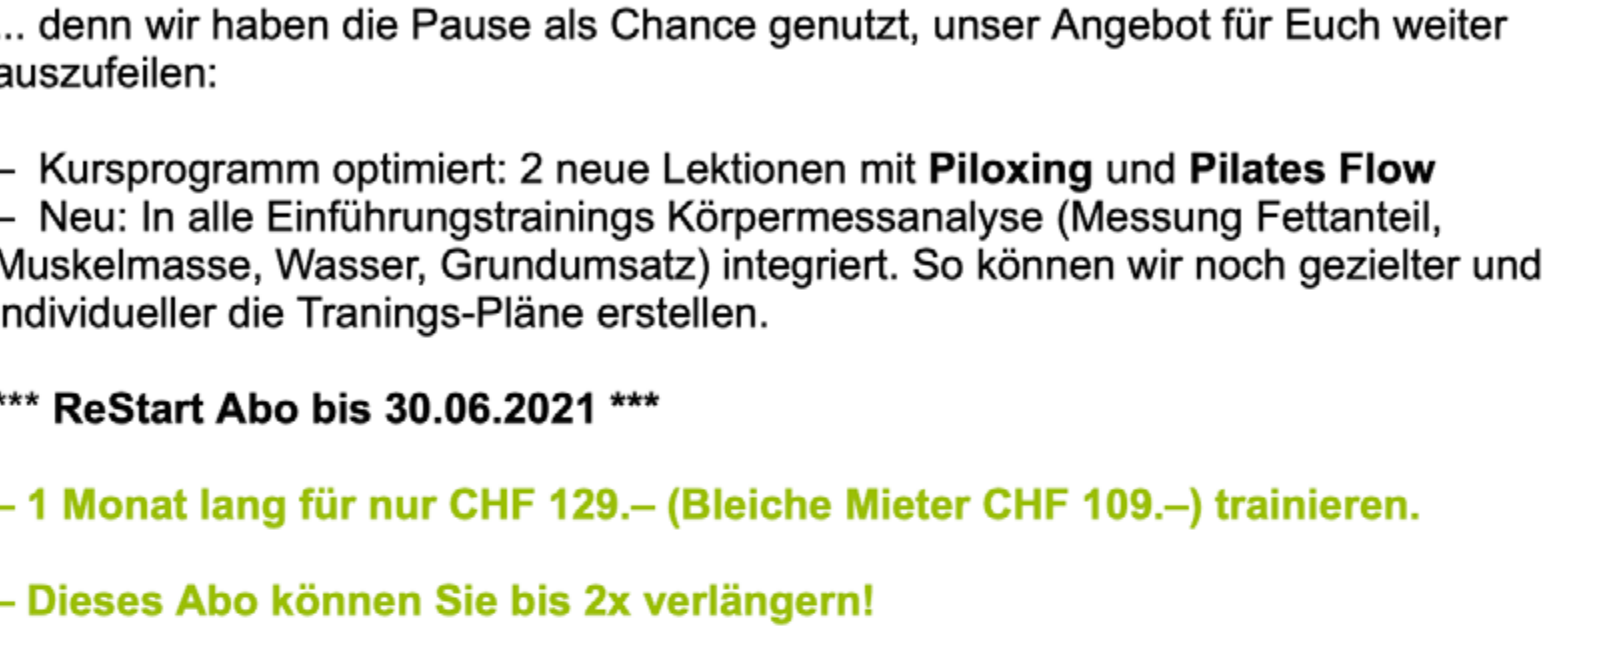 ... denn wir haben die Pause als Chance genutzt, unser Angebot für Euch weiter
auszufeilen:
– Kursprogramm optimiert: 2 neue Lektionen mit Piloxing und Pilates Flow
– Neu: In alle Einführungstrainings Körpermessanalyse (Messung Fettanteil,
Muskelmasse, Wasser, Grundumsatz) integriert. So können wir noch gezielter und
individueller die Tranings-Pläne erstellen.
*** ReStart Abo bis 30.06.2021 ***
– 1 Monat lang für nur CHF 129.– (Bleiche Mieter CHF 109.–) trainieren.
– Dieses Abo können Sie bis 2x verlängern!